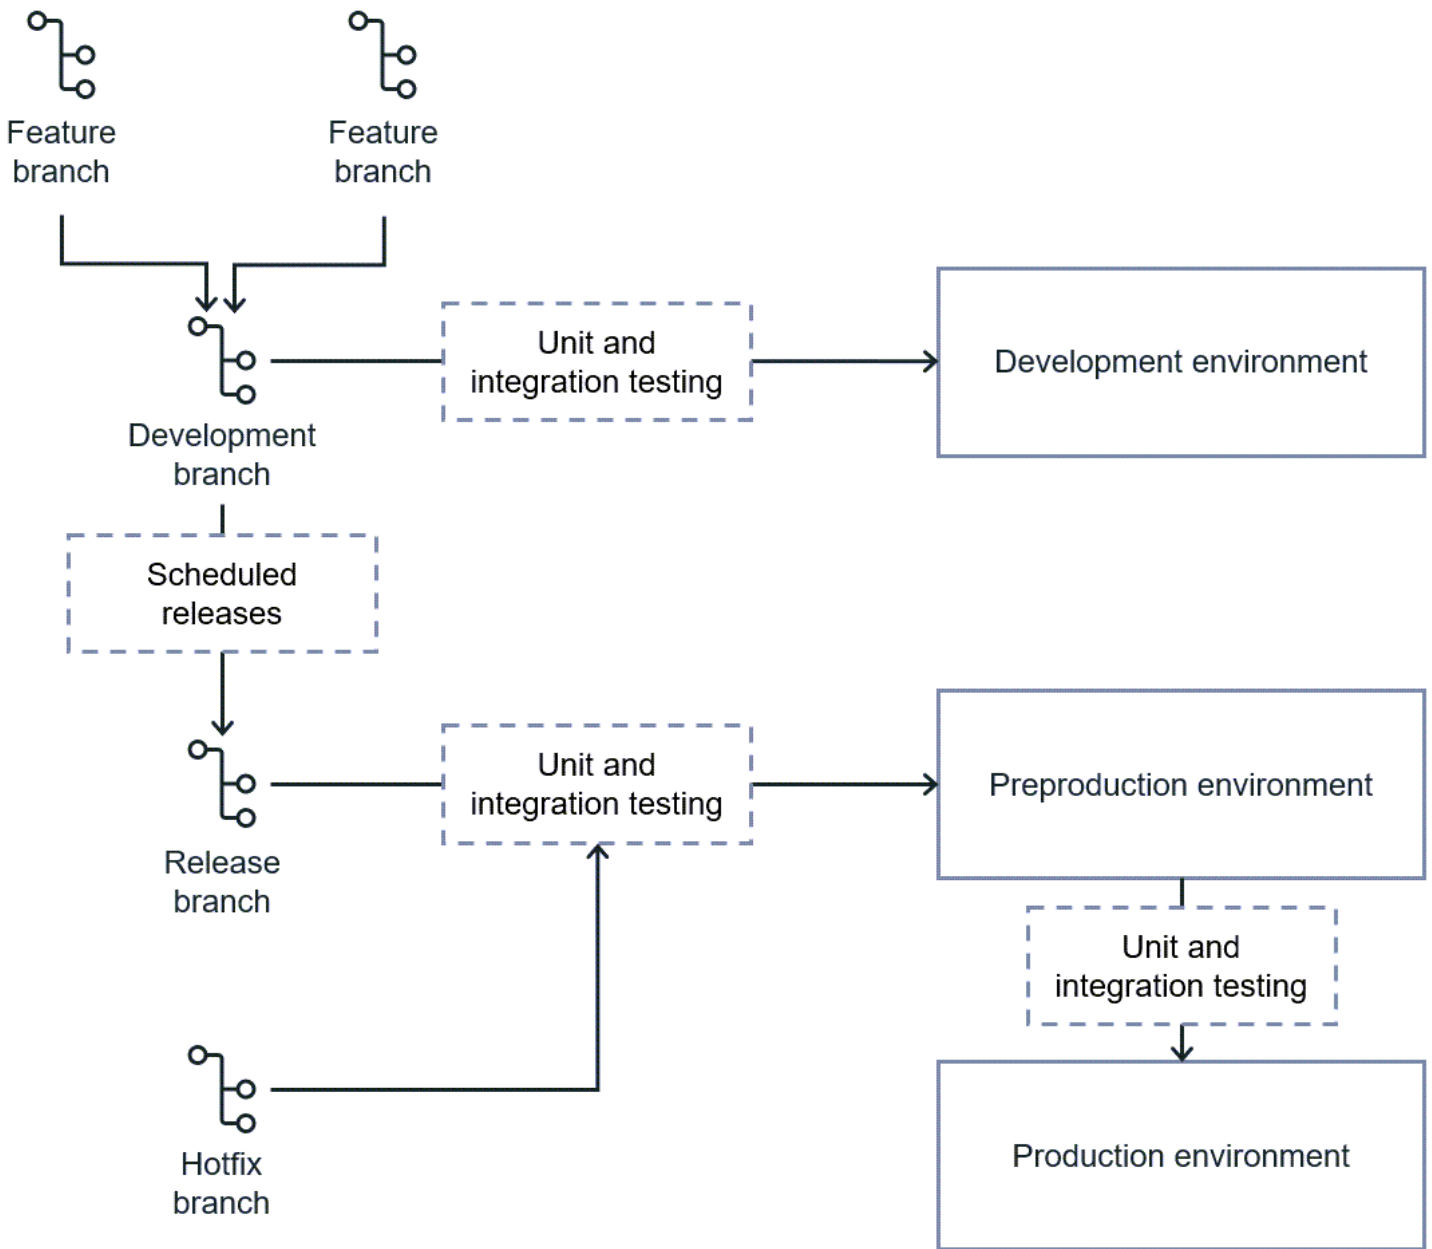 Feature
branch
Feature
branch
Unit and
integration testing
Development environment
Development
branch
Scheduled
releases
Unit and
integration testing
Preproduction environment
Release
branch
Unit and
integration testing
Hotfix
branch
Production environment